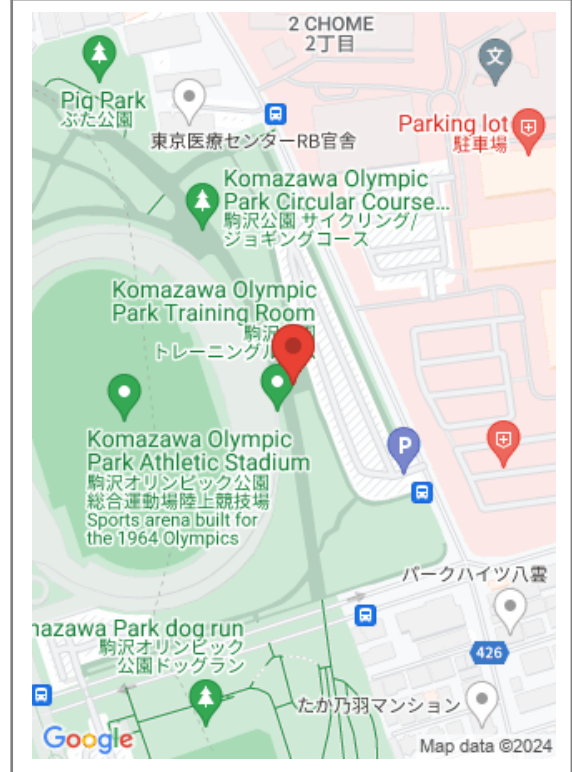 2 CHOME
2丁目
文
Pig Park
ぶた公園
東京医療センターRB官舎
Parking lot
駐車場
Komazawa Olympic
Park Circular Course...
駒沢公園 サイクリング/
ジョギングコース
Komazawa Olympic
Park Training Room
駒沢
トレーニングル
P
Komazawa Olympic
Park Athletic Stadium
駒沢オリンピック公園
総合運動場陸上競技場
Sports arena built for
the 1964 Olympics
パークハイツ八雲
mazawa Park dog run
駒沢オリンピック
公園ドッグラン
426
たか乃羽マンション
Google
Map data ©2024